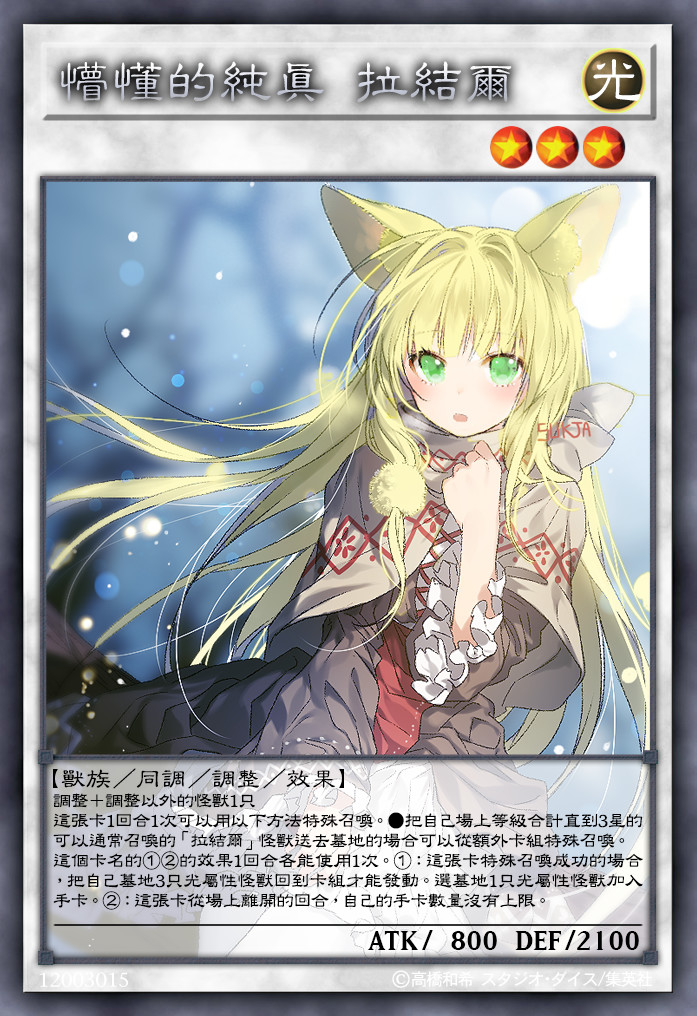 懵懂的純眞 拉結爾
光
SUKJA
【獸族／同調／調整／效果】
調整＋調整以外的怪獸1只
這張卡1回合1次可以用以下方法特殊召喚。●把自己場上等級合計直到3星的
可以通常召喚的「拉結爾」怪獸送去墓地的場合可以從額外卡組特殊召喚。
這個卡名的①②的效果1回合各能使用1次。①：這張卡特殊召喚成功的場合
，把自己墓地3只光屬性怪獸回到卡組才能發動。選墓地1只光屬性怪獸加入
手卡。②：這張卡從場上離開的回合，自己的手卡數量沒有上限。
ATK/ 800 DEF/2100
12003015 ©高橋和希 スタジオ・ダイス/集英社